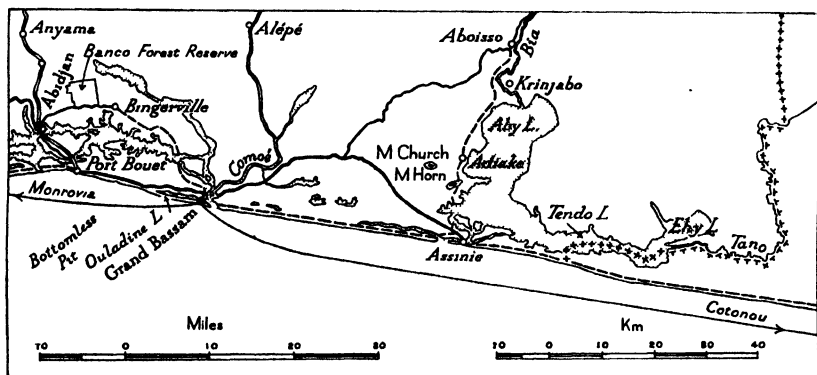 Anyama
Alépé
Aboisso
Bia
Banco Forest Reserve
Abidjan
Bingerville
Krinjabo
Ahy L.
M Church
M Horn
Adiaké
Comoé
Port Bouet
Monrovia
Bottomless
Pit
Ouladine L
Grand Bassam
Assinie
Tendo L
Ehy L
Tano
Cotonou
Miles
10 0 10 20 30
Km
10 0 10 20 30 40